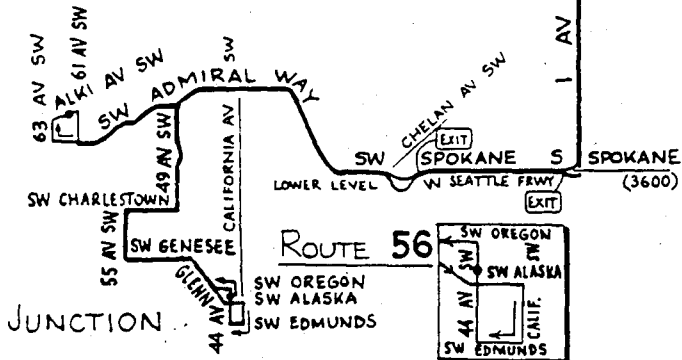 63 AV SW
ALKI AV SW
61 AV SW
SW ADMIRAL WAY
SW
CALIFORNIA AV
49 AV SW
CHELAN AV SW
1 AV
EXIT
SW SPOKANE S SPOKANE
LOWER LEVEL W SEATTLE FRWY (3600)
EXIT
SW CHARLESTOWN
55 AV SW
SW GENESEE
GLENN
44 AV
SW OREGON
SW ALASKA
SW EDMUNDS
JUNCTION
ROUTE 56
SW OREGON
SW
SW
SW ALASKA
44 AV
CALIF.
SW EDMUNDS